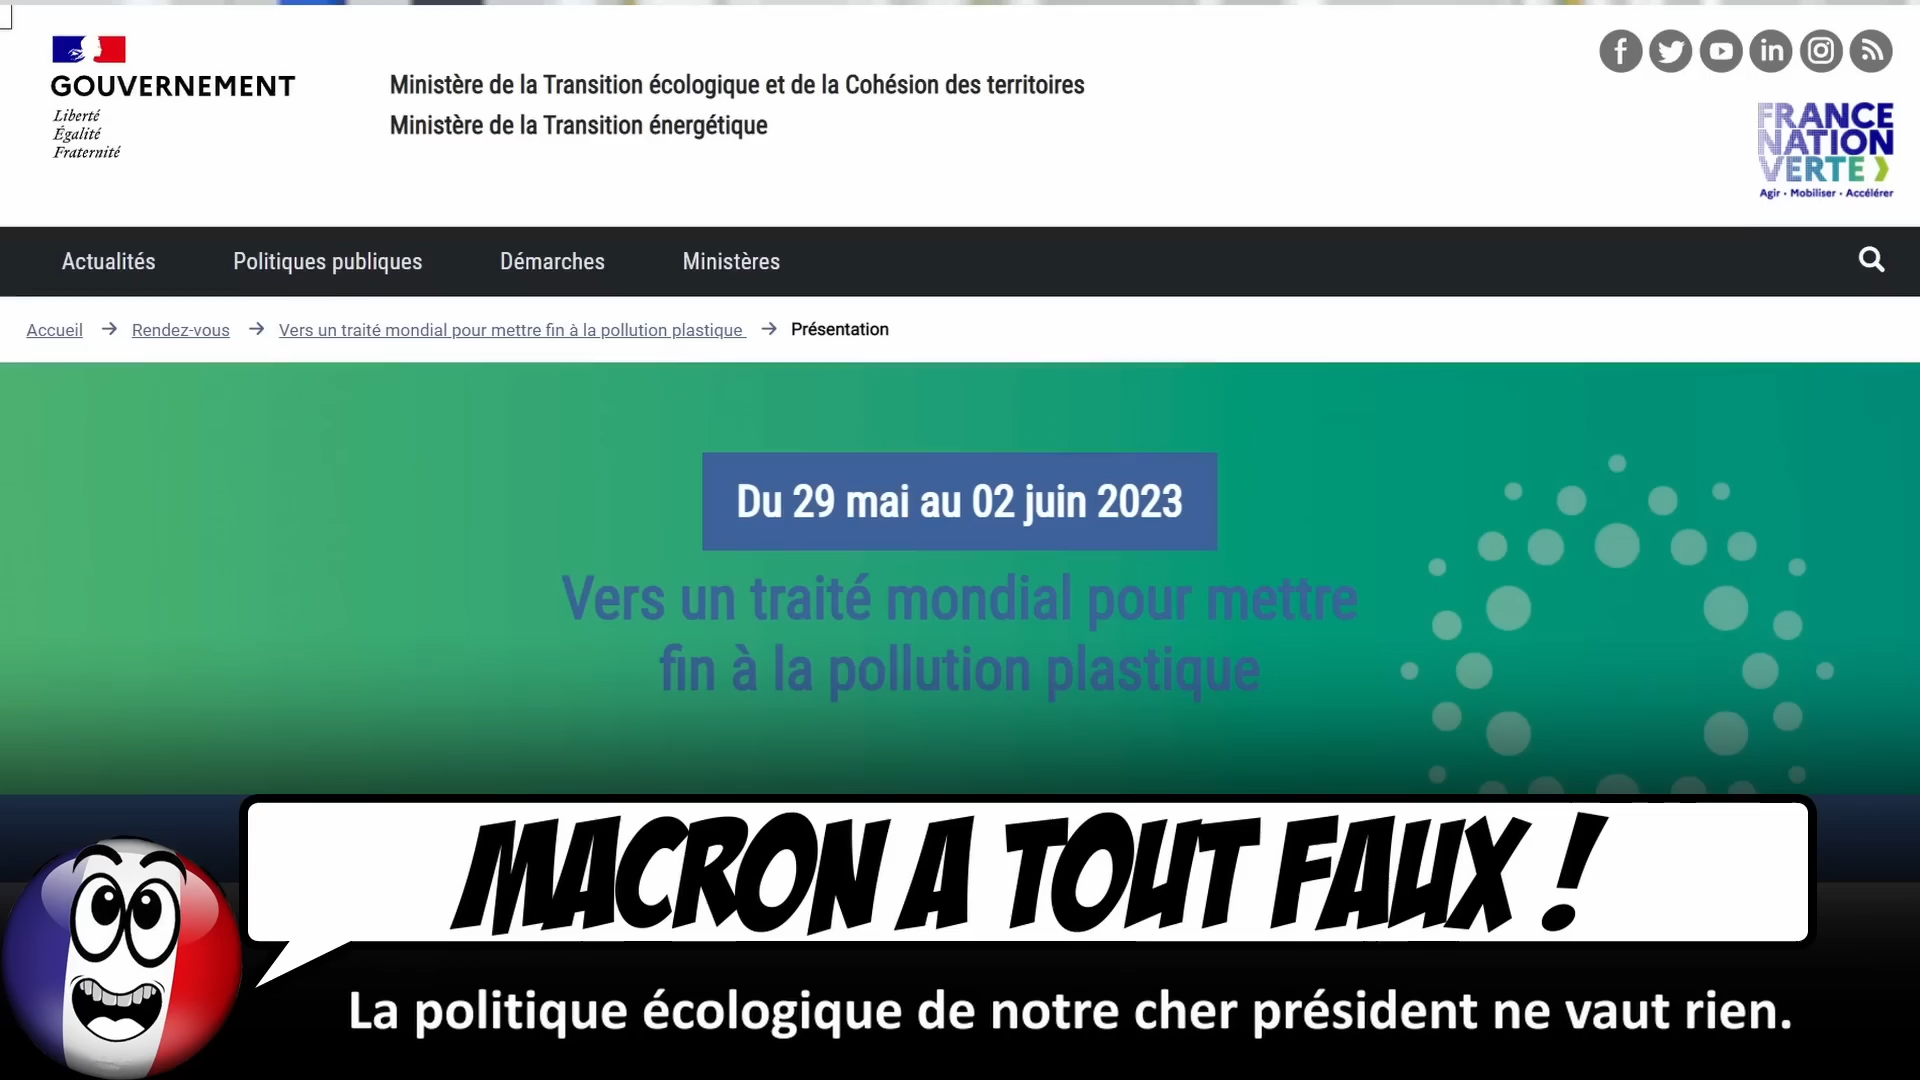 GOUVERNEMENT
Liberté
Égalité
Fraternité
Ministère de la Transition écologique et de la Cohésion des territoires
Ministère de la Transition énergétique
FRANCE
NATION
VERTE
Agir • Mobiliser • Accélérer
Actualités Politiques publiques Démarches Ministères
Accueil → Rendez-vous → Vers un traité mondial pour mettre fin à la pollution plastique → Présentation
Du 29 mai au 02 juin 2023
Vers un traité mondial pour mettre
fin à la pollution plastique
MACRON A TOUT FAUX !
La politique écologique de notre cher président ne vaut rien.